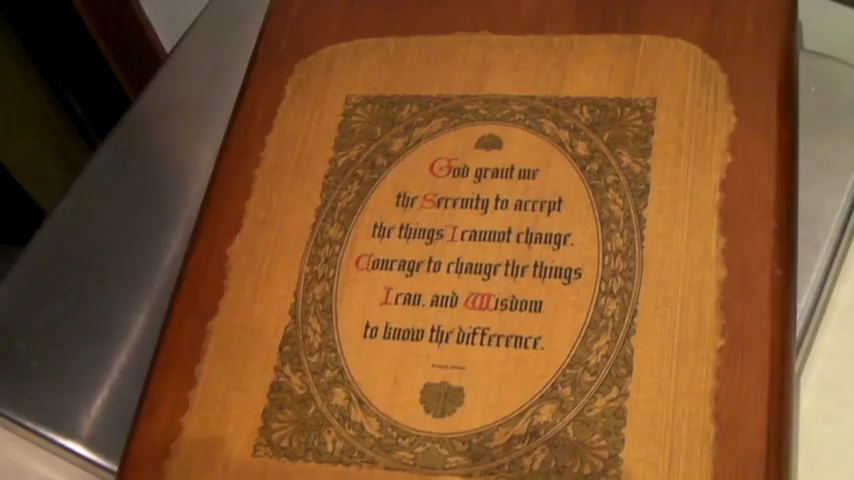 God grant me
the Serenity to accept
the things I cannot change.
Courage to change the things
I can, and Wisdom
to know the difference.